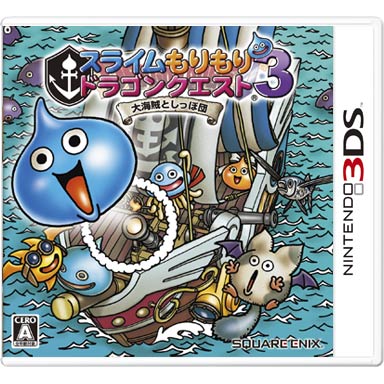 スライムもりもり
ドラゴンクエスト3
大海賊としっぽ団
NINTENDO 3DS
CERO
A
SQUARE ENIX